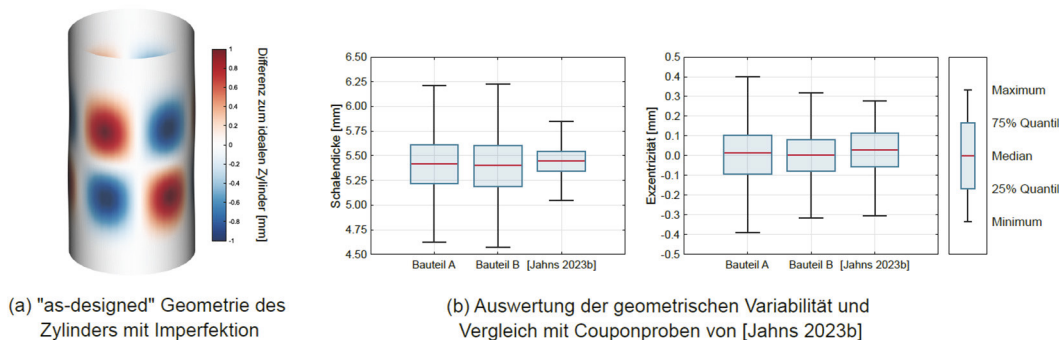 1
0.8
0.6
0.4
0.2
0
-0.2
-0.4
-0.6
-0.8
-1
Differenz zum idealen Zylinder [mm]
(a) "as-designed" Geometrie des
Zylinders mit Imperfektion
Schalendicke [mm]
6.50
6.25
6.00
5.75
5.50
5.25
5.00
4.75
4.50
Bauteil A
Bauteil B
[Jahns 2023b]
Exzentrizität [mm]
0.5
0.4
0.3
0.2
0.1
0.0
-0.1
-0.2
-0.3
-0.4
-0.5
Bauteil A
Bauteil B
[Jahns 2023b]
Maximum
75% Quantil
Median
25% Quantil
Minimum
(b) Auswertung der geometrischen Variabilität und
Vergleich mit Couponproben von [Jahns 2023b]